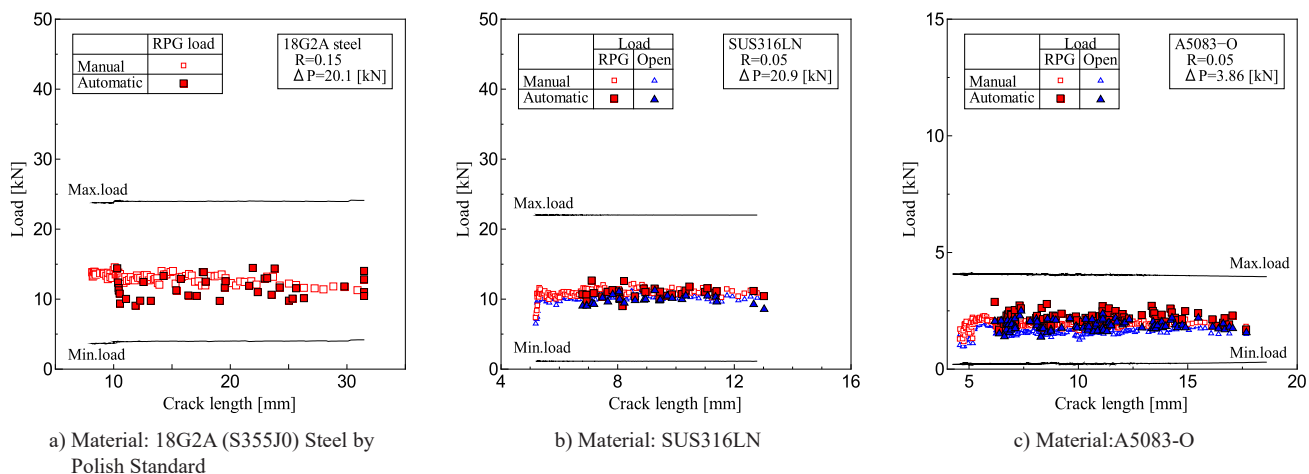 50
40
30
20
10
0
Load [kN]
RPG load
Manual
Automatic
18G2A steel
R=0.15
ΔP=20.1 [kN]
Max.load
Min.load
10 20 30
Crack length [mm]
a) Material: 18G2A (S355J0) Steel by
Polish Standard
50
40
30
20
10
0
Load [kN]
Load
RPG Open
Manual
Automatic
SUS316LN
R=0.05
ΔP=20.9 [kN]
Max.load
Min.load
4 8 12 16
Crack length [mm]
b) Material: SUS316LN
15
10
5
0
Load [kN]
Load
RPG Open
Manual
Automatic
A5083-O
R=0.05
ΔP=3.86 [kN]
Max.load
Min.load
5 10 15 20
Crack length [mm]
c) Material:A5083-O